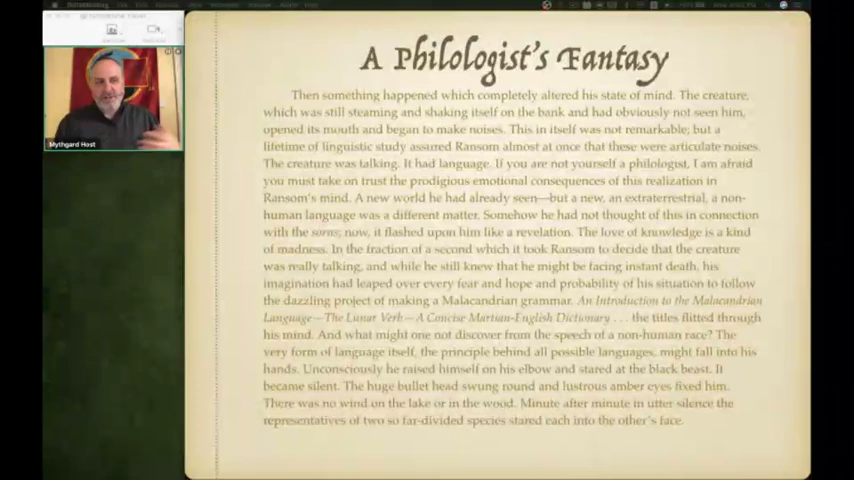 A Philologist's Fantasy
Then something happened which completely altered his state of mind. The creature,
which was still steaming and shaking itself on the bank and had obviously not seen him,
opened its mouth and began to make noises. This in itself was not remarkable; but a
lifetime of linguistic study assured Ransom almost at once that these were articulate noises.
The creature was talking. It had language. If you are not yourself a philologist, I am afraid
you must take on trust the prodigious emotional consequences of this realization in
Ransom's mind. A new world he had already seen—but a new, an extraterrestrial, a non-
human language was a different matter. Somehow he had not thought of this in connection
with the sorns; now, it flashed upon him like a revelation. The love of knowledge is a kind
of madness. In the fraction of a second which it took Ransom to decide that the creature
was really talking, and while he still knew that he might be facing instant death, his
imagination had leaped over every fear and hope and probability of his situation to follow
the dazzling project of making a Malacandrian grammar. An Introduction to the Malacandrian
Language—The Lunar Verb—A Concise Martian-English Dictionary . . . the titles flitted through
his mind. And what might one not discover from the speech of a non-human race? The
very form of language itself, the principle behind all possible languages, might fall into his
hands. Unconsciously he raised himself on his elbow and stared at the black beast. It
became silent. The huge bullet head swung round and lustrous amber eyes fixed him.
There was no wind on the lake or in the wood. Minute after minute in utter silence the
representatives of two so far-divided species stared each into the other's face.
Mythgard Host